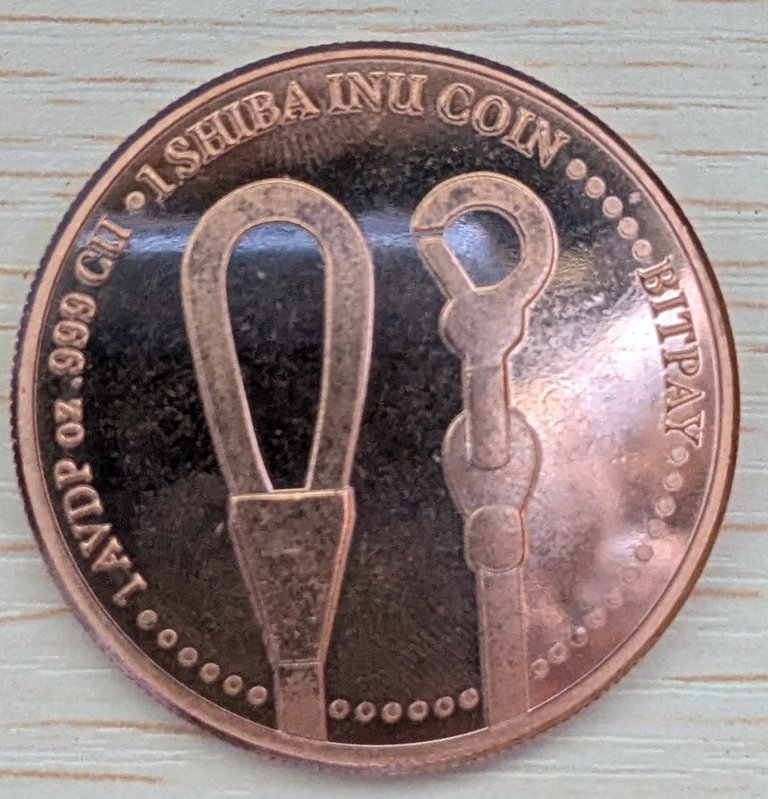 1 AVDP oz .999 CU • 1 SHIBA INU COIN
BITPAY